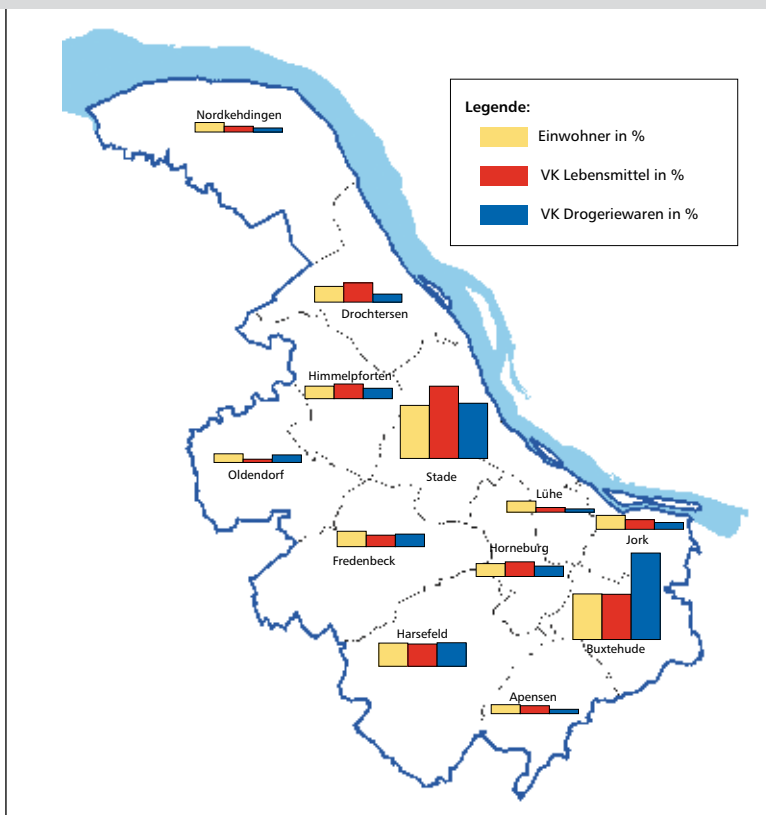 Nordkehdingen
Legende:
Einwohner in %
VK Lebensmittel in %
VK Drogeriewaren in %
Drochtersen
Himmelpforten
Stade
Oldendorf
Lühe
Jork
Fredenbeck
Horneburg
Harsefeld
Buxtehude
Apensen